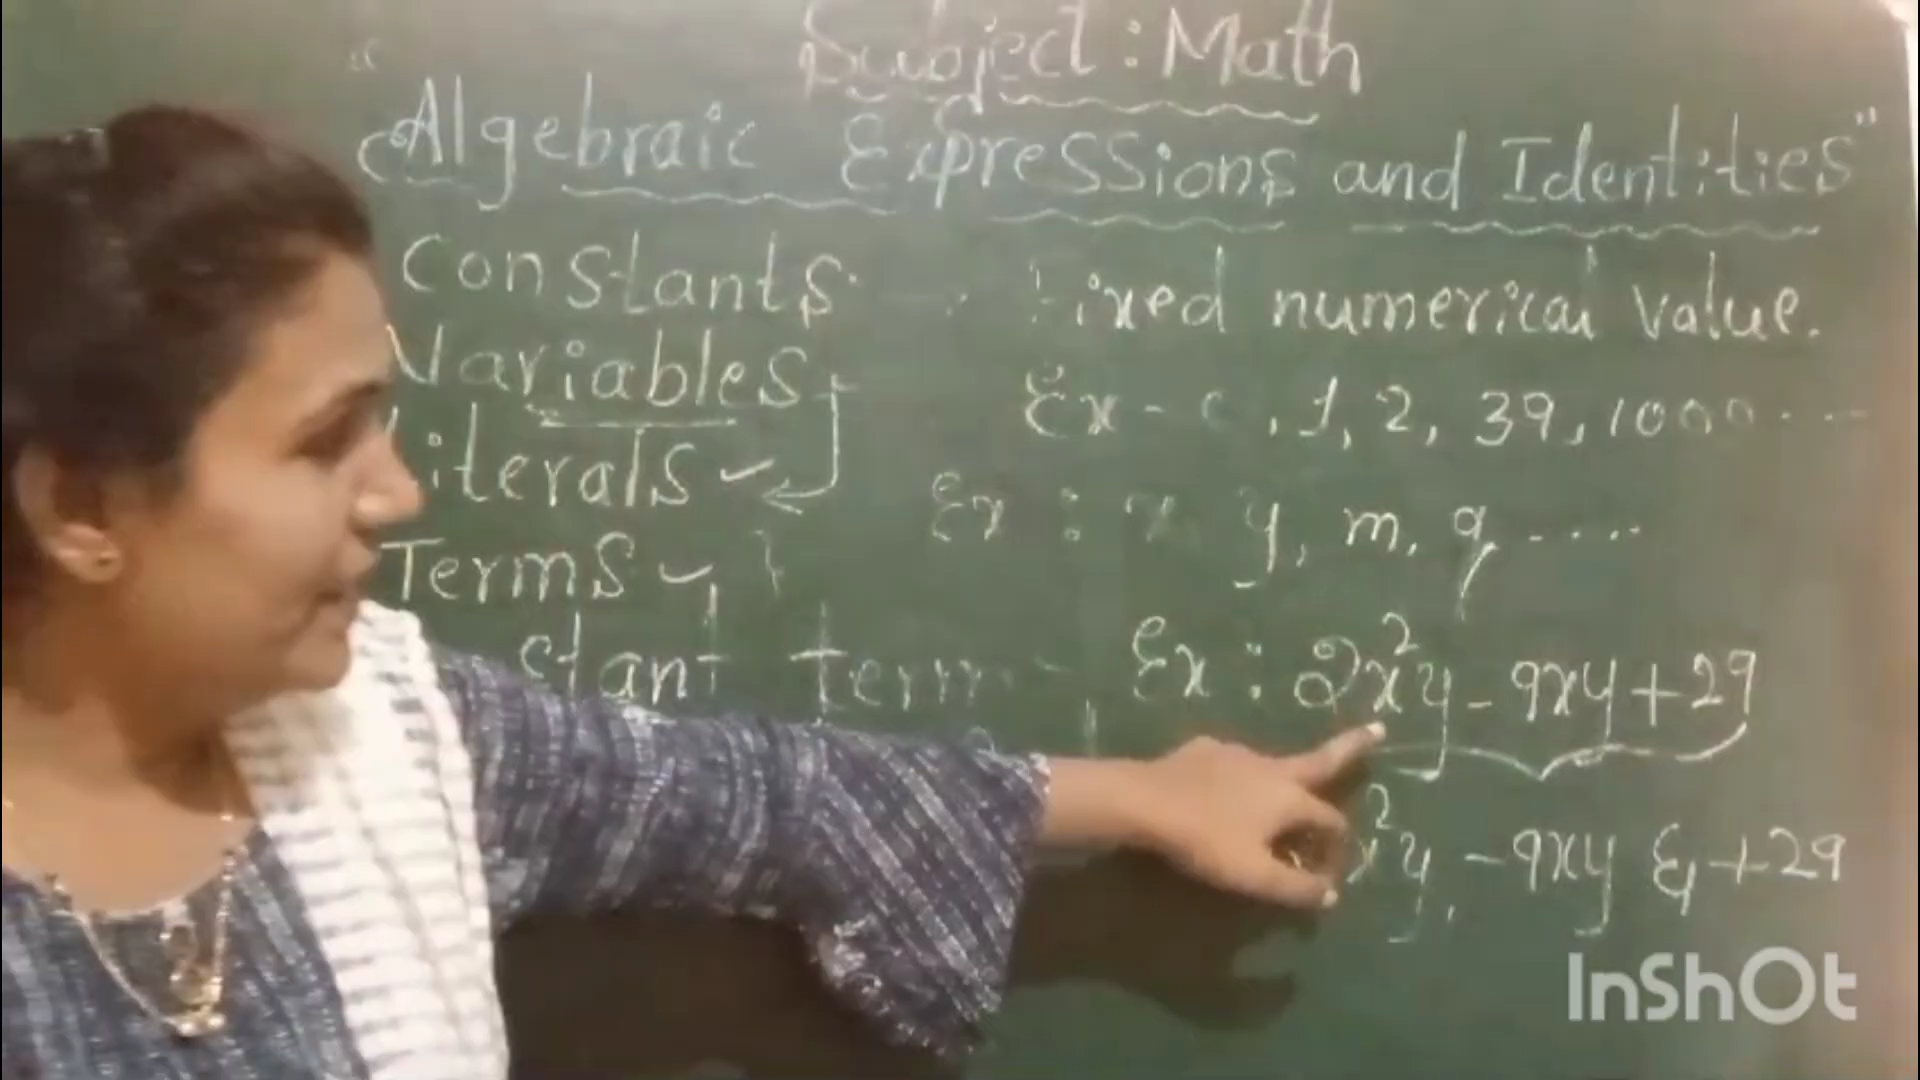 Subject : Math
"Algebraic Expressions and Identities"
Constants - Fixed numerical value.
Ex - 0, 1, 2, 39, 1000 ....
Variables
Literals
Ex : x, y, m, q ....
Terms
stant term Ex : 2x²y - 9xy + 29
x²y, - 9xy & + 29
InShOt